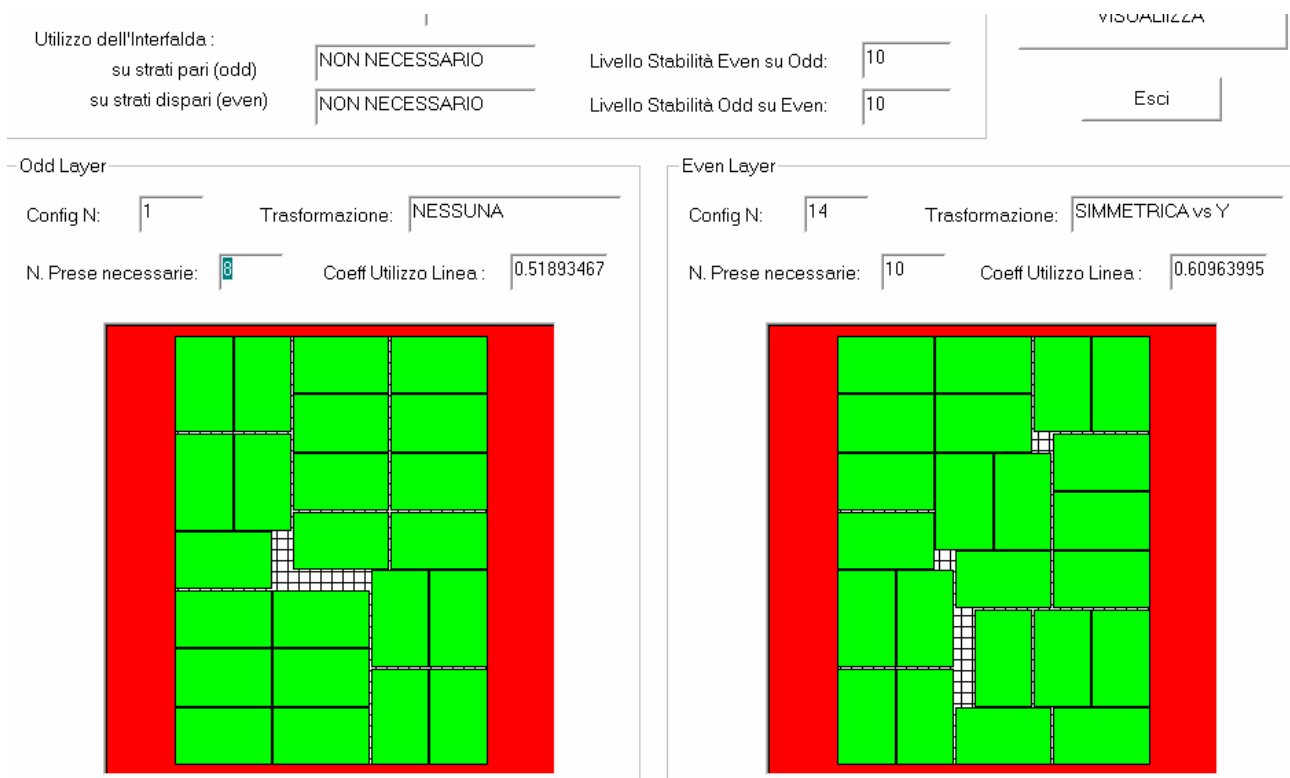 VISUALIIZZA
Utilizzo dell'Interfalda :
su strati pari (odd) NON NECESSARIO Livello Stabilità Even su Odd: 10
su strati dispari (even) NON NECESSARIO Livello Stabilità Odd su Even: 10
Esci
Odd Layer
Config N: 1 Trasformazione: NESSUNA
N. Prese necessarie: 8 Coeff Utilizzo Linea : 0.51893467
Even Layer
Config N: 14 Trasformazione: SIMMETRICA vs Y
N. Prese necessarie: 10 Coeff Utilizzo Linea : 0.60963995